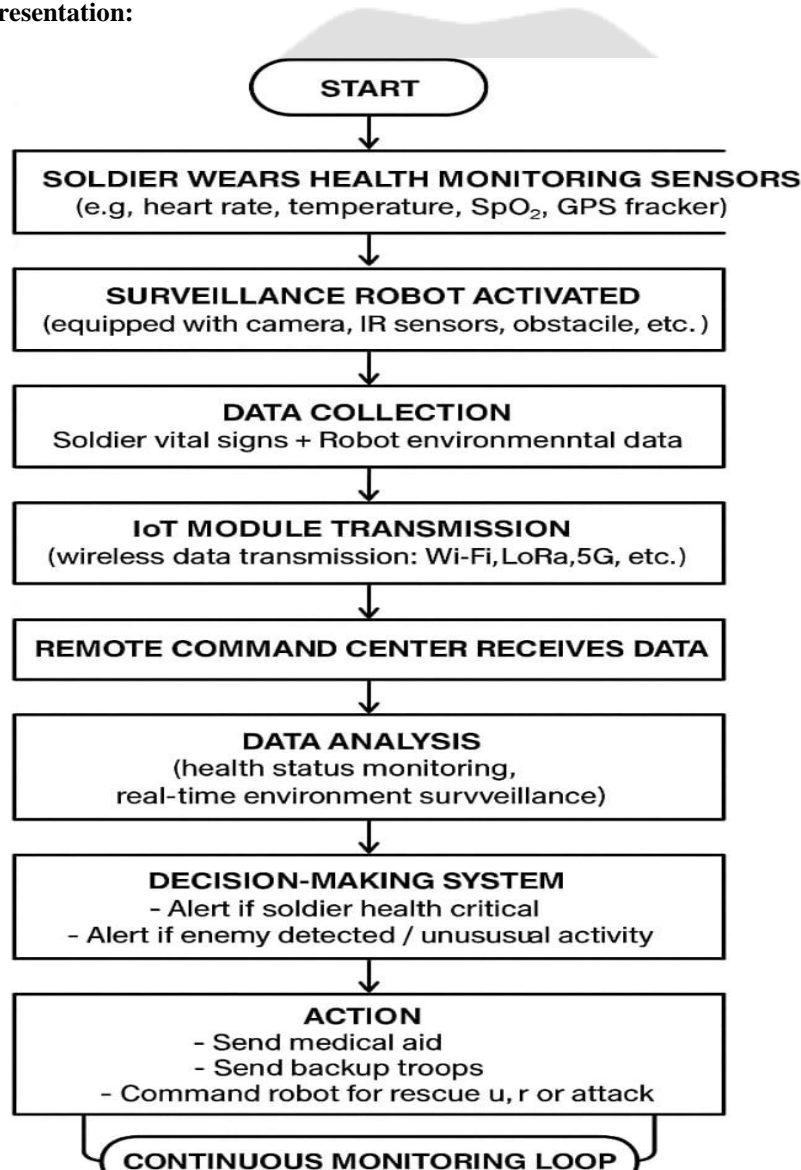 resentation:
START
SOLDIER WEARS HEALTH MONITORING SENSORS
(e.g, heart rate, temperature, SpO₂, GPS fracker)
SURVEILLANCE ROBOT ACTIVATED
(equipped with camera, IR sensors, obstacile, etc.)
DATA COLLECTION
Soldier vital signs + Robot environmenntal data
IoT MODULE TRANSMISSION
(wireless data transmission: Wi-Fi,LoRa,5G, etc.)
REMOTE COMMAND CENTER RECEIVES DATA
DATA ANALYSIS
(health status monitoring,
real-time environment survveillance)
DECISION-MAKING SYSTEM
- Alert if soldier health critical
- Alert if enemy detected / unususual activity
ACTION
- Send medical aid
- Send backup troops
- Command robot for rescue u, r or attack
CONTINUOUS MONITORING LOOP